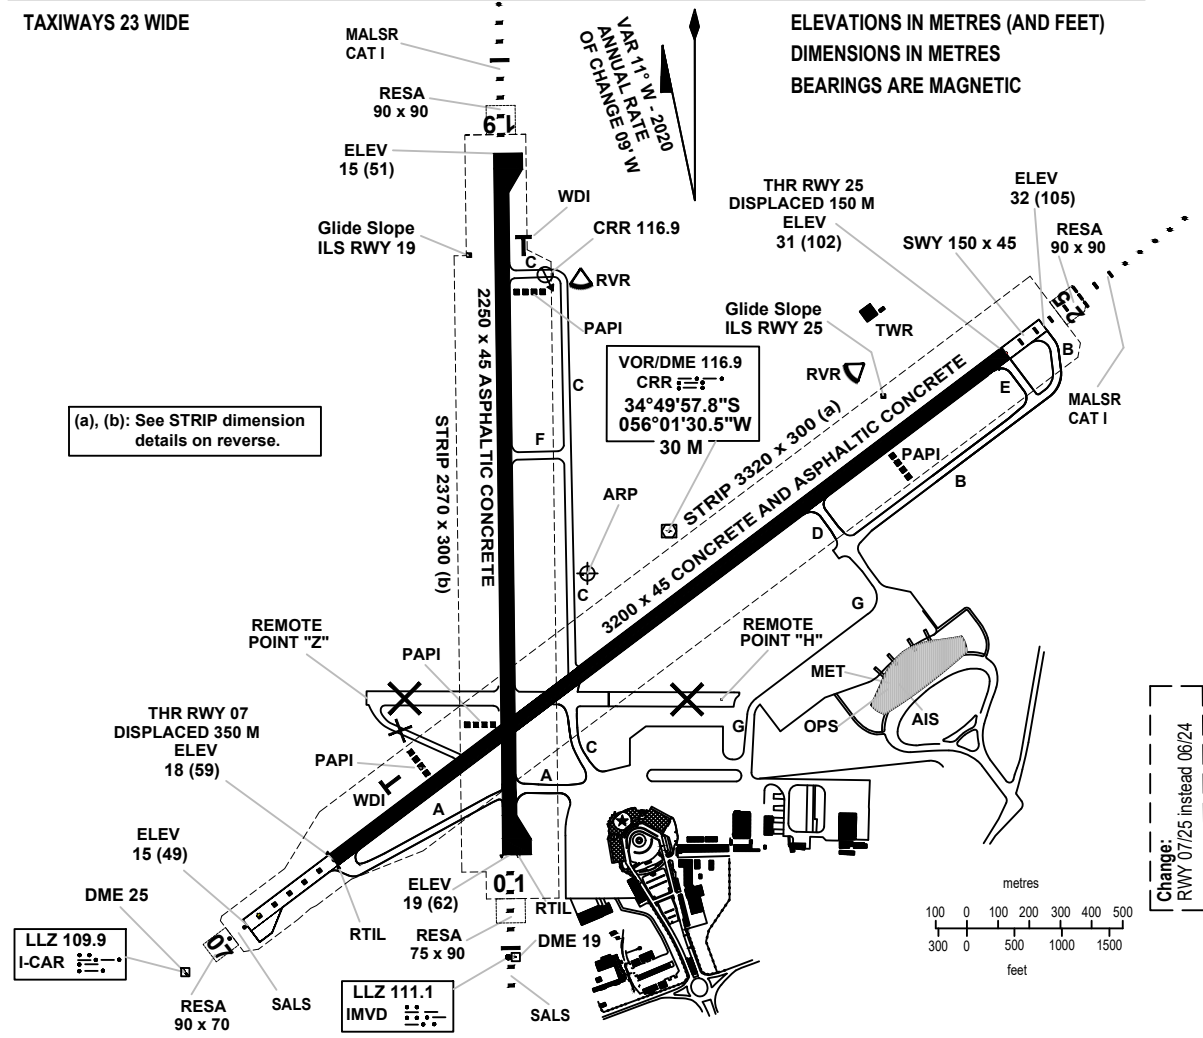 TAXIWAYS 23 WIDE
ELEVATIONS IN METRES (AND FEET)
DIMENSIONS IN METRES
BEARINGS ARE MAGNETIC
VAR 11° W - 2020
ANNUAL RATE
OF CHANGE 09' W
MALSR
CAT I
RESA
90 x 90
19
ELEV
15 (51)
WDI
CRR 116.9
Glide Slope
ILS RWY 19
C
RVR
PAPI
THR RWY 25
DISPLACED 150 M
ELEV
31 (102)
ELEV
32 (105)
SWY 150 x 45
RESA
90 x 90
25
Glide Slope
ILS RWY 25
TWR
RVR
B
E
MALSR
CAT I
VOR/DME 116.9
CRR
34°49'57.8"S
056°01'30.5"W
30 M
C
(a), (b): See STRIP dimension
details on reverse.
2250 x 45 ASPHALTIC CONCRETE
STRIP 2370 x 300 (b)
F
STRIP 3320 x 300 (a)
3200 x 45 CONCRETE AND ASPHALTIC CONCRETE
PAPI
B
ARP
D
C
G
REMOTE
POINT "Z"
PAPI
REMOTE
POINT "H"
MET
OPS
AIS
THR RWY 07
DISPLACED 350 M
ELEV
18 (59)
PAPI
WDI
G
C
A
A
ELEV
15 (49)
DME 25
LLZ 109.9
I-CAR
07
RESA
90 x 70
SALS
RTIL
ELEV
19 (62)
01
RTIL
RESA
75 x 90
DME 19
LLZ 111.1
IMVD
SALS
metres
100 0 100 200 300 400 500
300 0 500 1000 1500
feet
Change:
RWY 07/25 instead 06/24